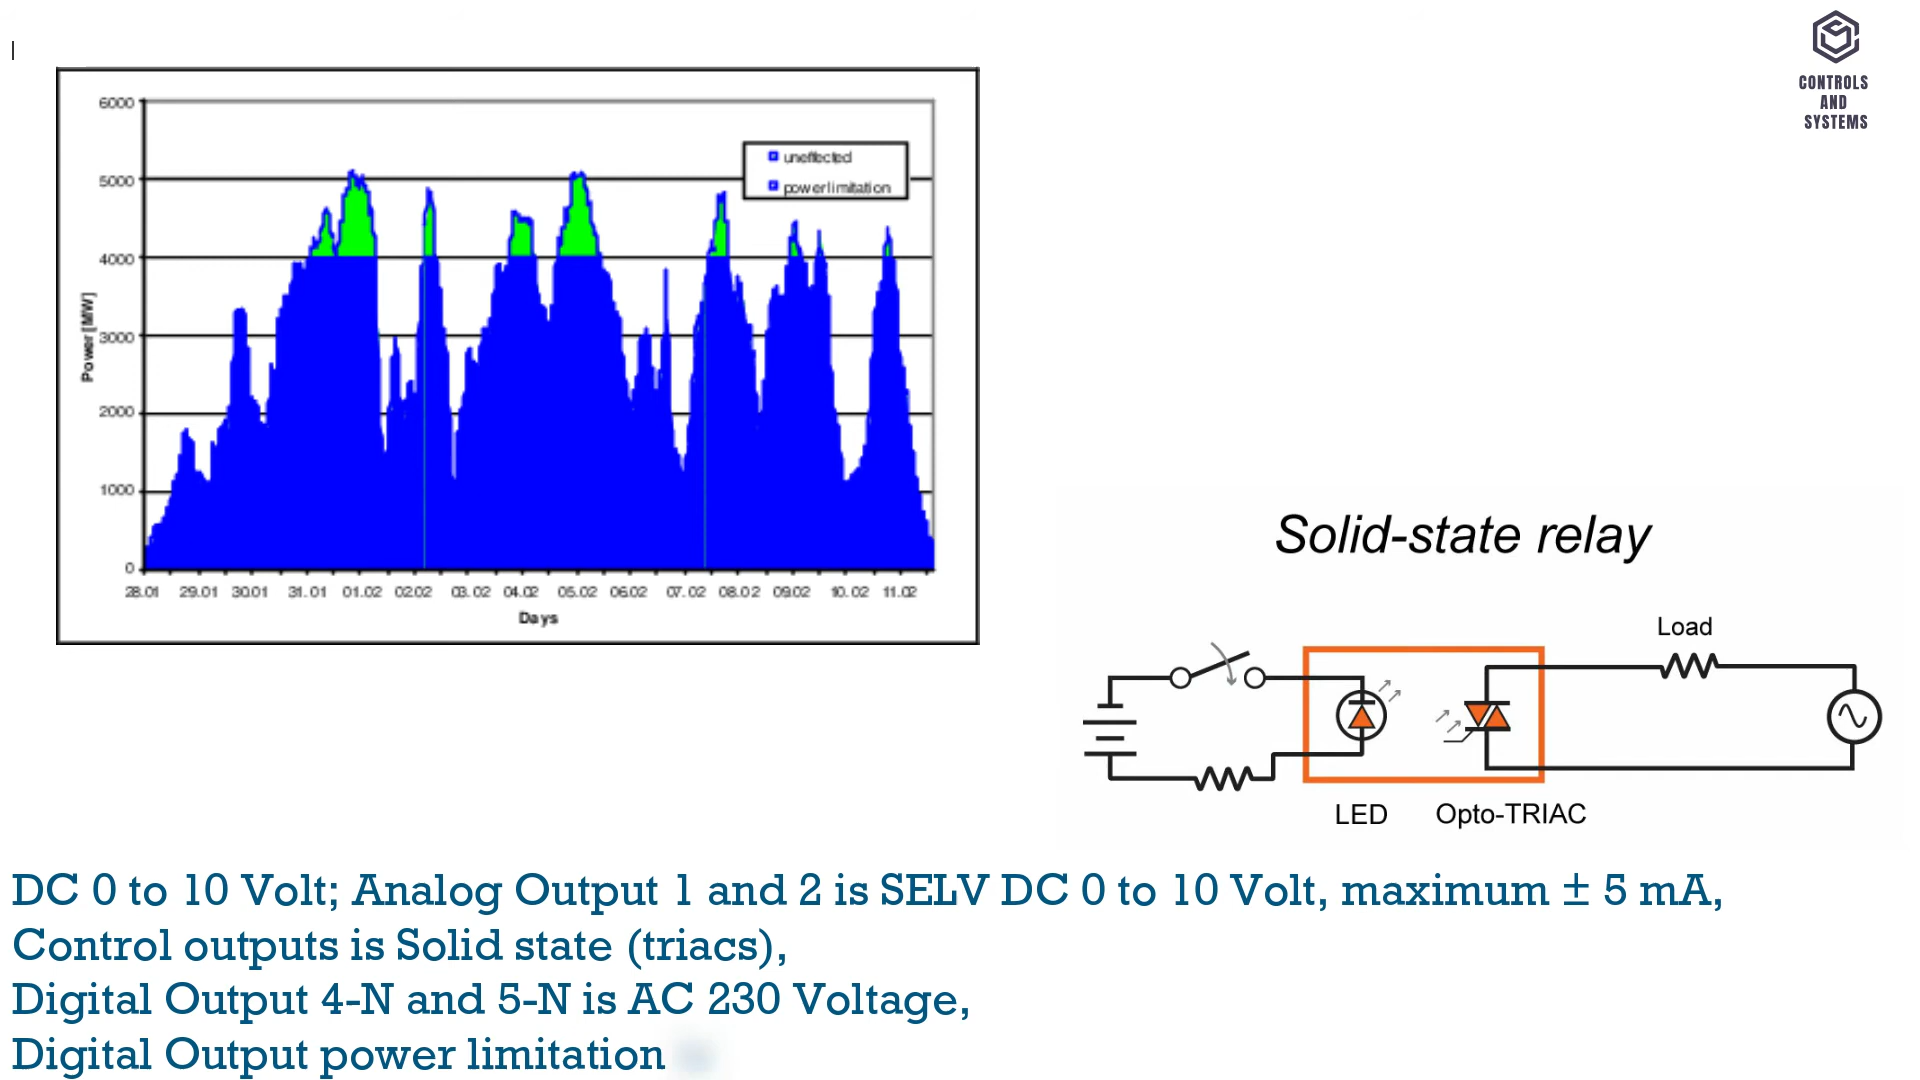 CONTROLS
AND
SYSTEMS
6000
5000
4000
3000
2000
1000
0
Power [MW]
uneffected
powerlimitation
28.01 29.01 30.01 31.01 01.02 02.02 03.02 04.02 05.02 06.02 07.02 08.02 09.02 10.02 11.02
Days
Solid-state relay
Load
LED Opto-TRIAC
DC 0 to 10 Volt; Analog Output 1 and 2 is SELV DC 0 to 10 Volt, maximum ± 5 mA,
Control outputs is Solid state (triacs),
Digital Output 4-N and 5-N is AC 230 Voltage,
Digital Output power limitation